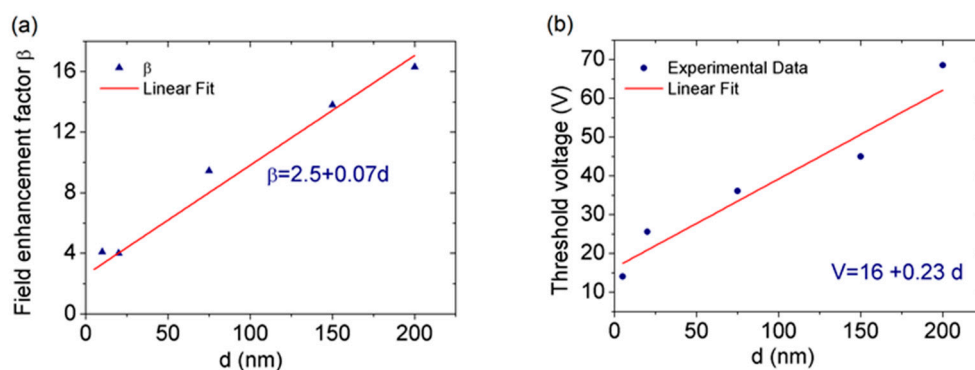 (a)
Field enhancement factor β
16
12
8
4
0
β
Linear Fit
β=2.5+0.07d
0 50 100 150 200
d (nm)
(b)
Threshold voltage (V)
70
60
50
40
30
20
10
Experimental Data
Linear Fit
V=16 +0.23 d
0 50 100 150 200
d (nm)